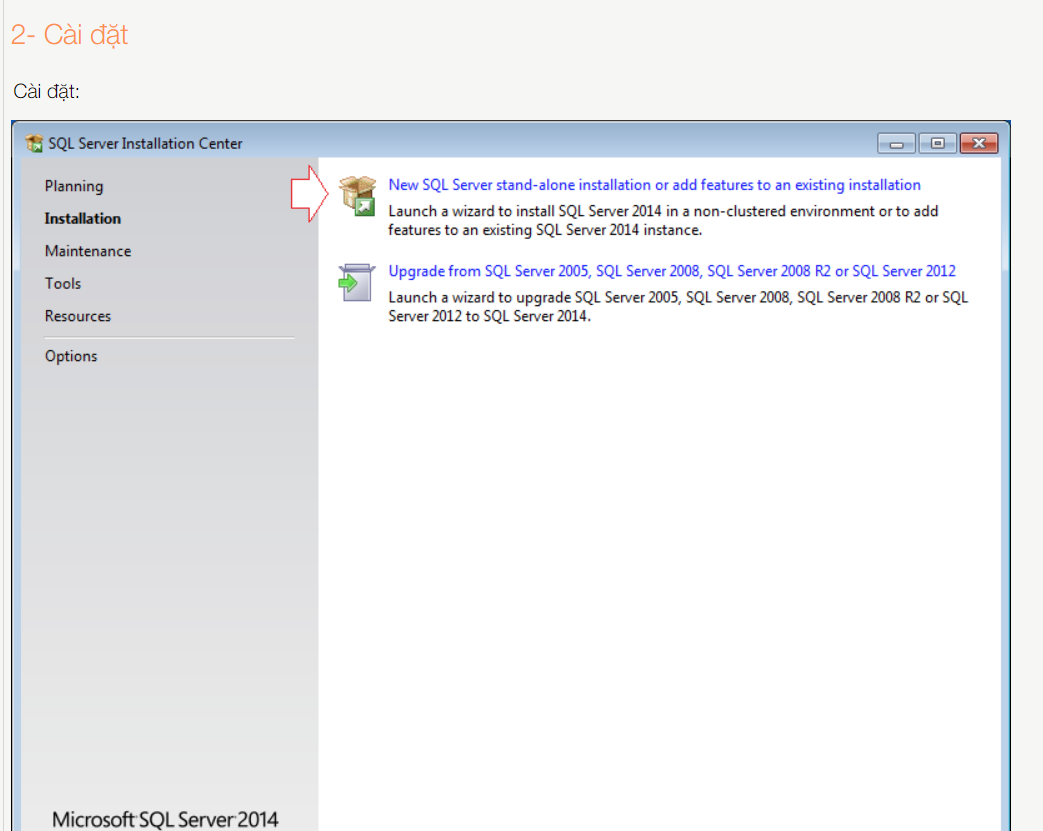 2- Cài đặt
Cài đặt:
SQL Server Installation Center
Planning
Installation
Maintenance
Tools
Resources
Options
New SQL Server stand-alone installation or add features to an existing installation
Launch a wizard to install SQL Server 2014 in a non-clustered environment or to add
features to an existing SQL Server 2014 instance.
Upgrade from SQL Server 2005, SQL Server 2008, SQL Server 2008 R2 or SQL Server 2012
Launch a wizard to upgrade SQL Server 2005, SQL Server 2008, SQL Server 2008 R2 or SQL
Server 2012 to SQL Server 2014.
Microsoft SQL Server 2014